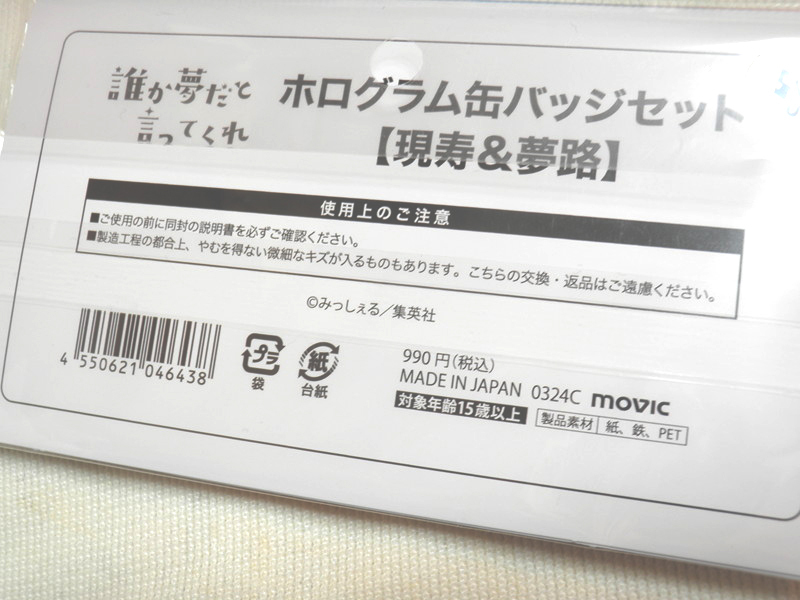 誰か夢だと
言ってくれ
ホログラム缶バッジセット
【現寿＆夢路】
使用上のご注意
■ご使用の前に同封の説明書を必ずご確認ください。
■製造工程の都合上、やむを得ない微細なキズが入るものもあります。こちらの交換・返品はご遠慮ください。
©みっしぇる／集英社
4 550621 046438
プラ
袋
紙
台紙
990円（税込）
MADE IN JAPAN 0324C movic
対象年齢15歳以上
製品素材 紙、鉄、PET